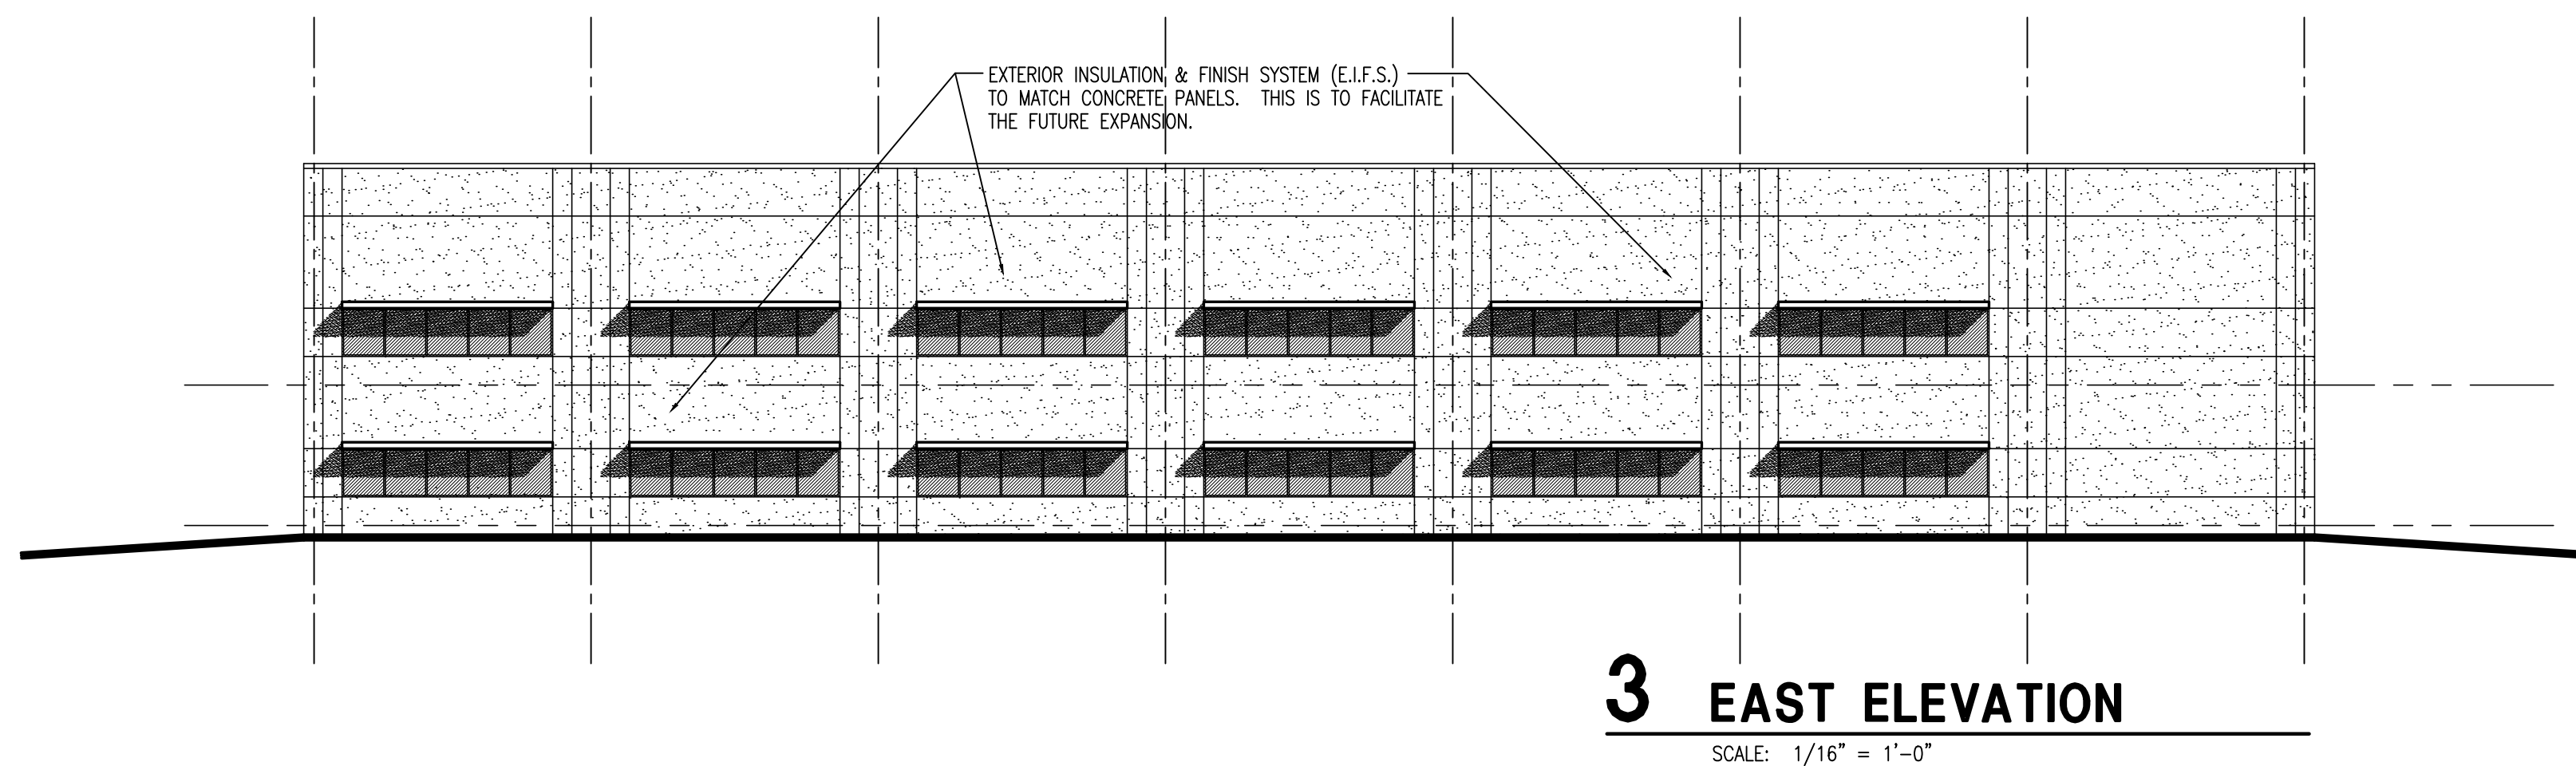 EXTERIOR INSULATION & FINISH SYSTEM (E.I.F.S.)
TO MATCH CONCRETE PANELS. THIS IS TO FACILITATE
THE FUTURE EXPANSION.
3 EAST ELEVATION
SCALE: 1/16" = 1'-0"